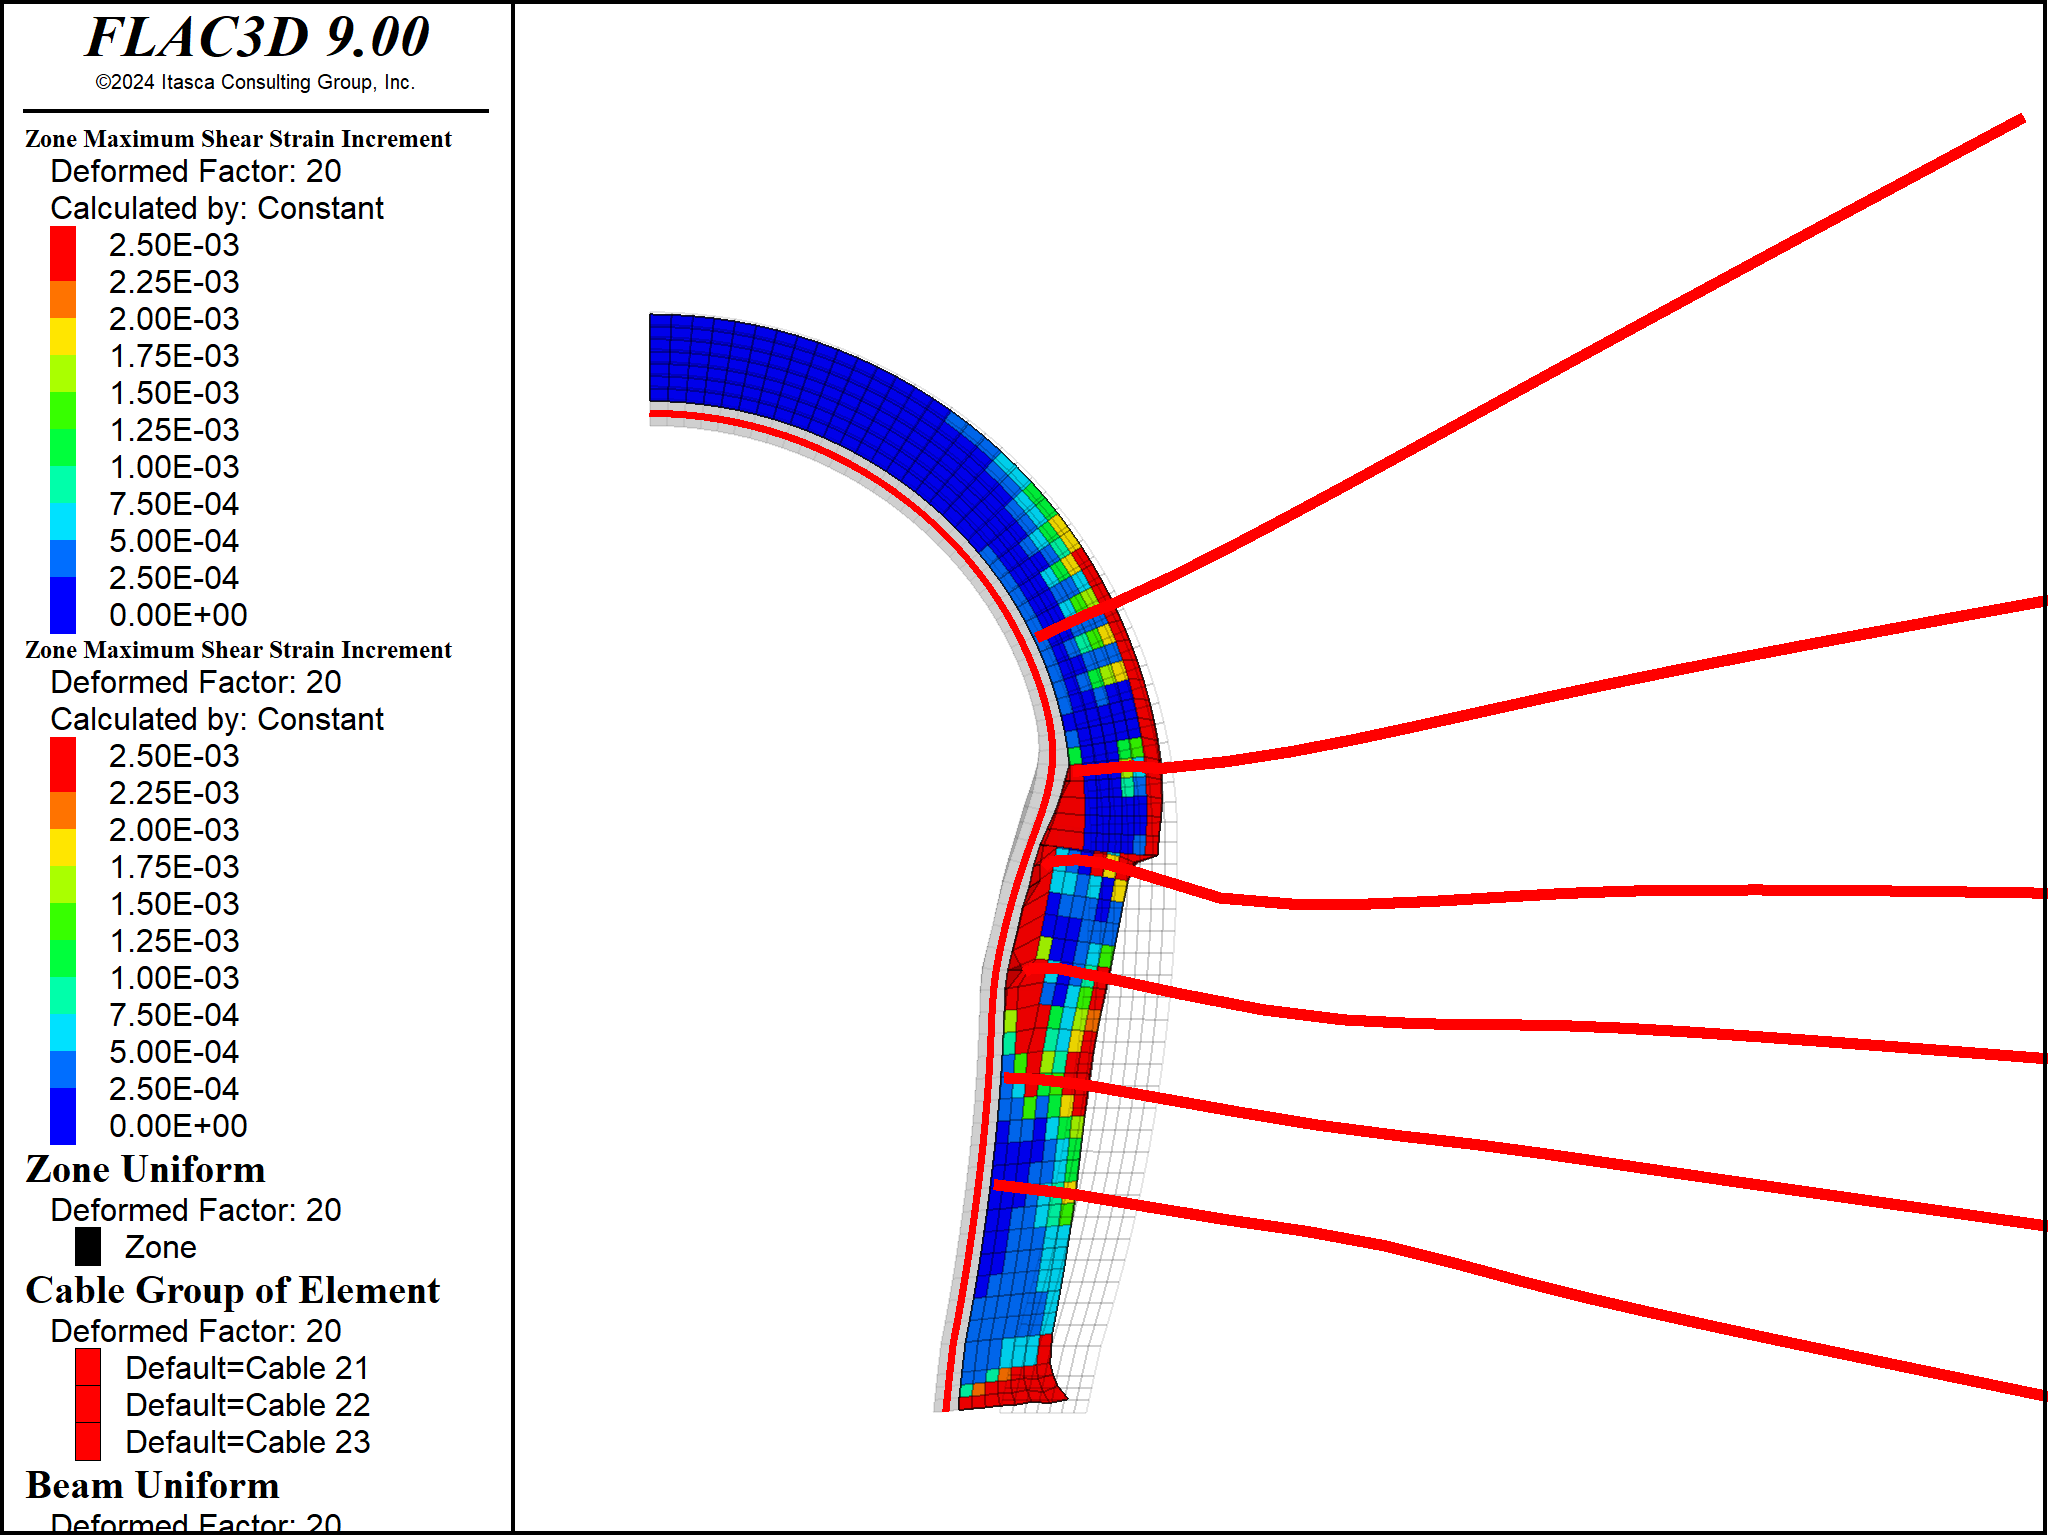 FLAC3D 9.00
©2024 Itasca Consulting Group, Inc.
Zone Maximum Shear Strain Increment
Deformed Factor: 20
Calculated by: Constant
2.50E-03
2.25E-03
2.00E-03
1.75E-03
1.50E-03
1.25E-03
1.00E-03
7.50E-04
5.00E-04
2.50E-04
0.00E+00
Zone Maximum Shear Strain Increment
Deformed Factor: 20
Calculated by: Constant
2.50E-03
2.25E-03
2.00E-03
1.75E-03
1.50E-03
1.25E-03
1.00E-03
7.50E-04
5.00E-04
2.50E-04
0.00E+00
Zone Uniform
Deformed Factor: 20
Zone
Cable Group of Element
Deformed Factor: 20
Default=Cable 21
Default=Cable 22
Default=Cable 23
Beam Uniform
Deformed Factor: 20